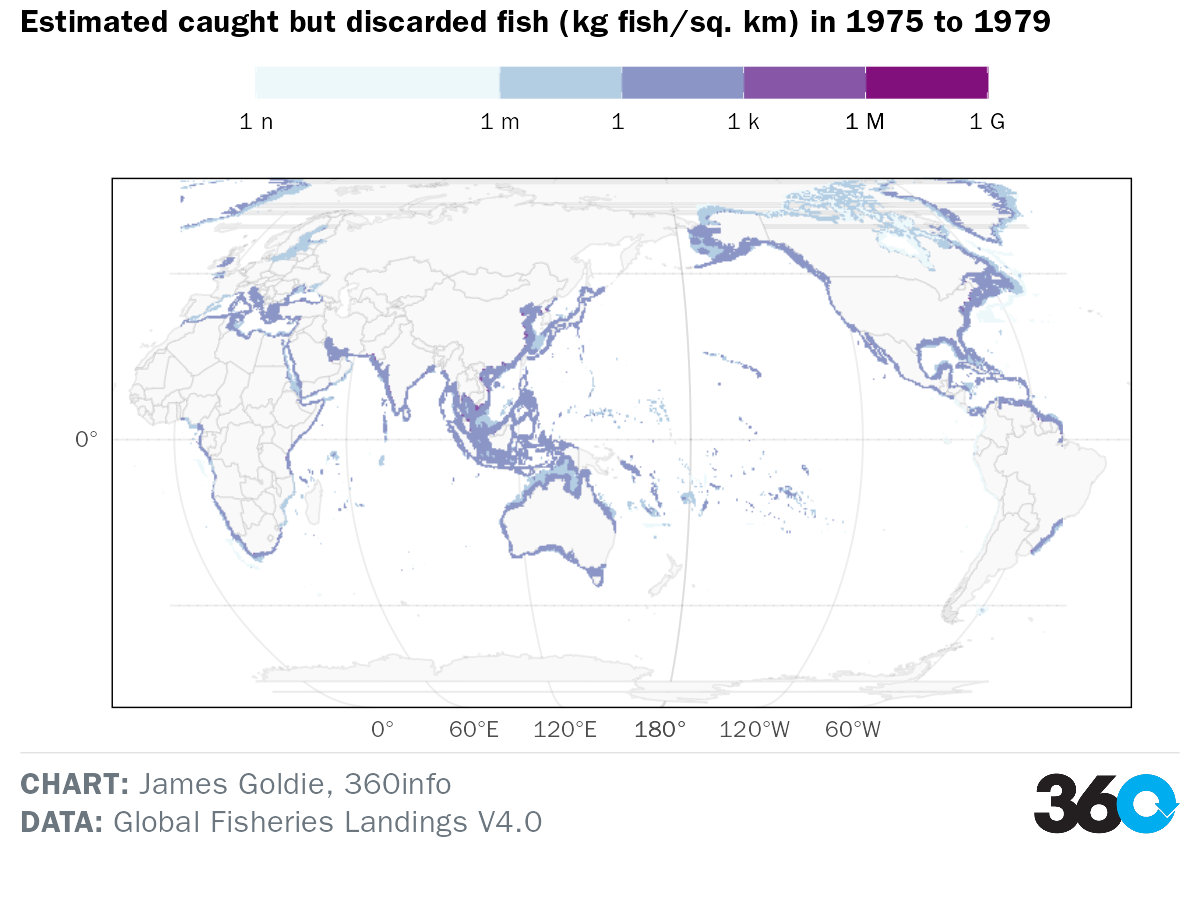 Estimated caught but discarded fish (kg fish/sq. km) in 1975 to 1979
1 n 1 m 1 1 k 1 M 1 G
0°
0° 60°E 120°E 180° 120°W 60°W
CHART: James Goldie, 360info
DATA: Global Fisheries Landings V4.0
360